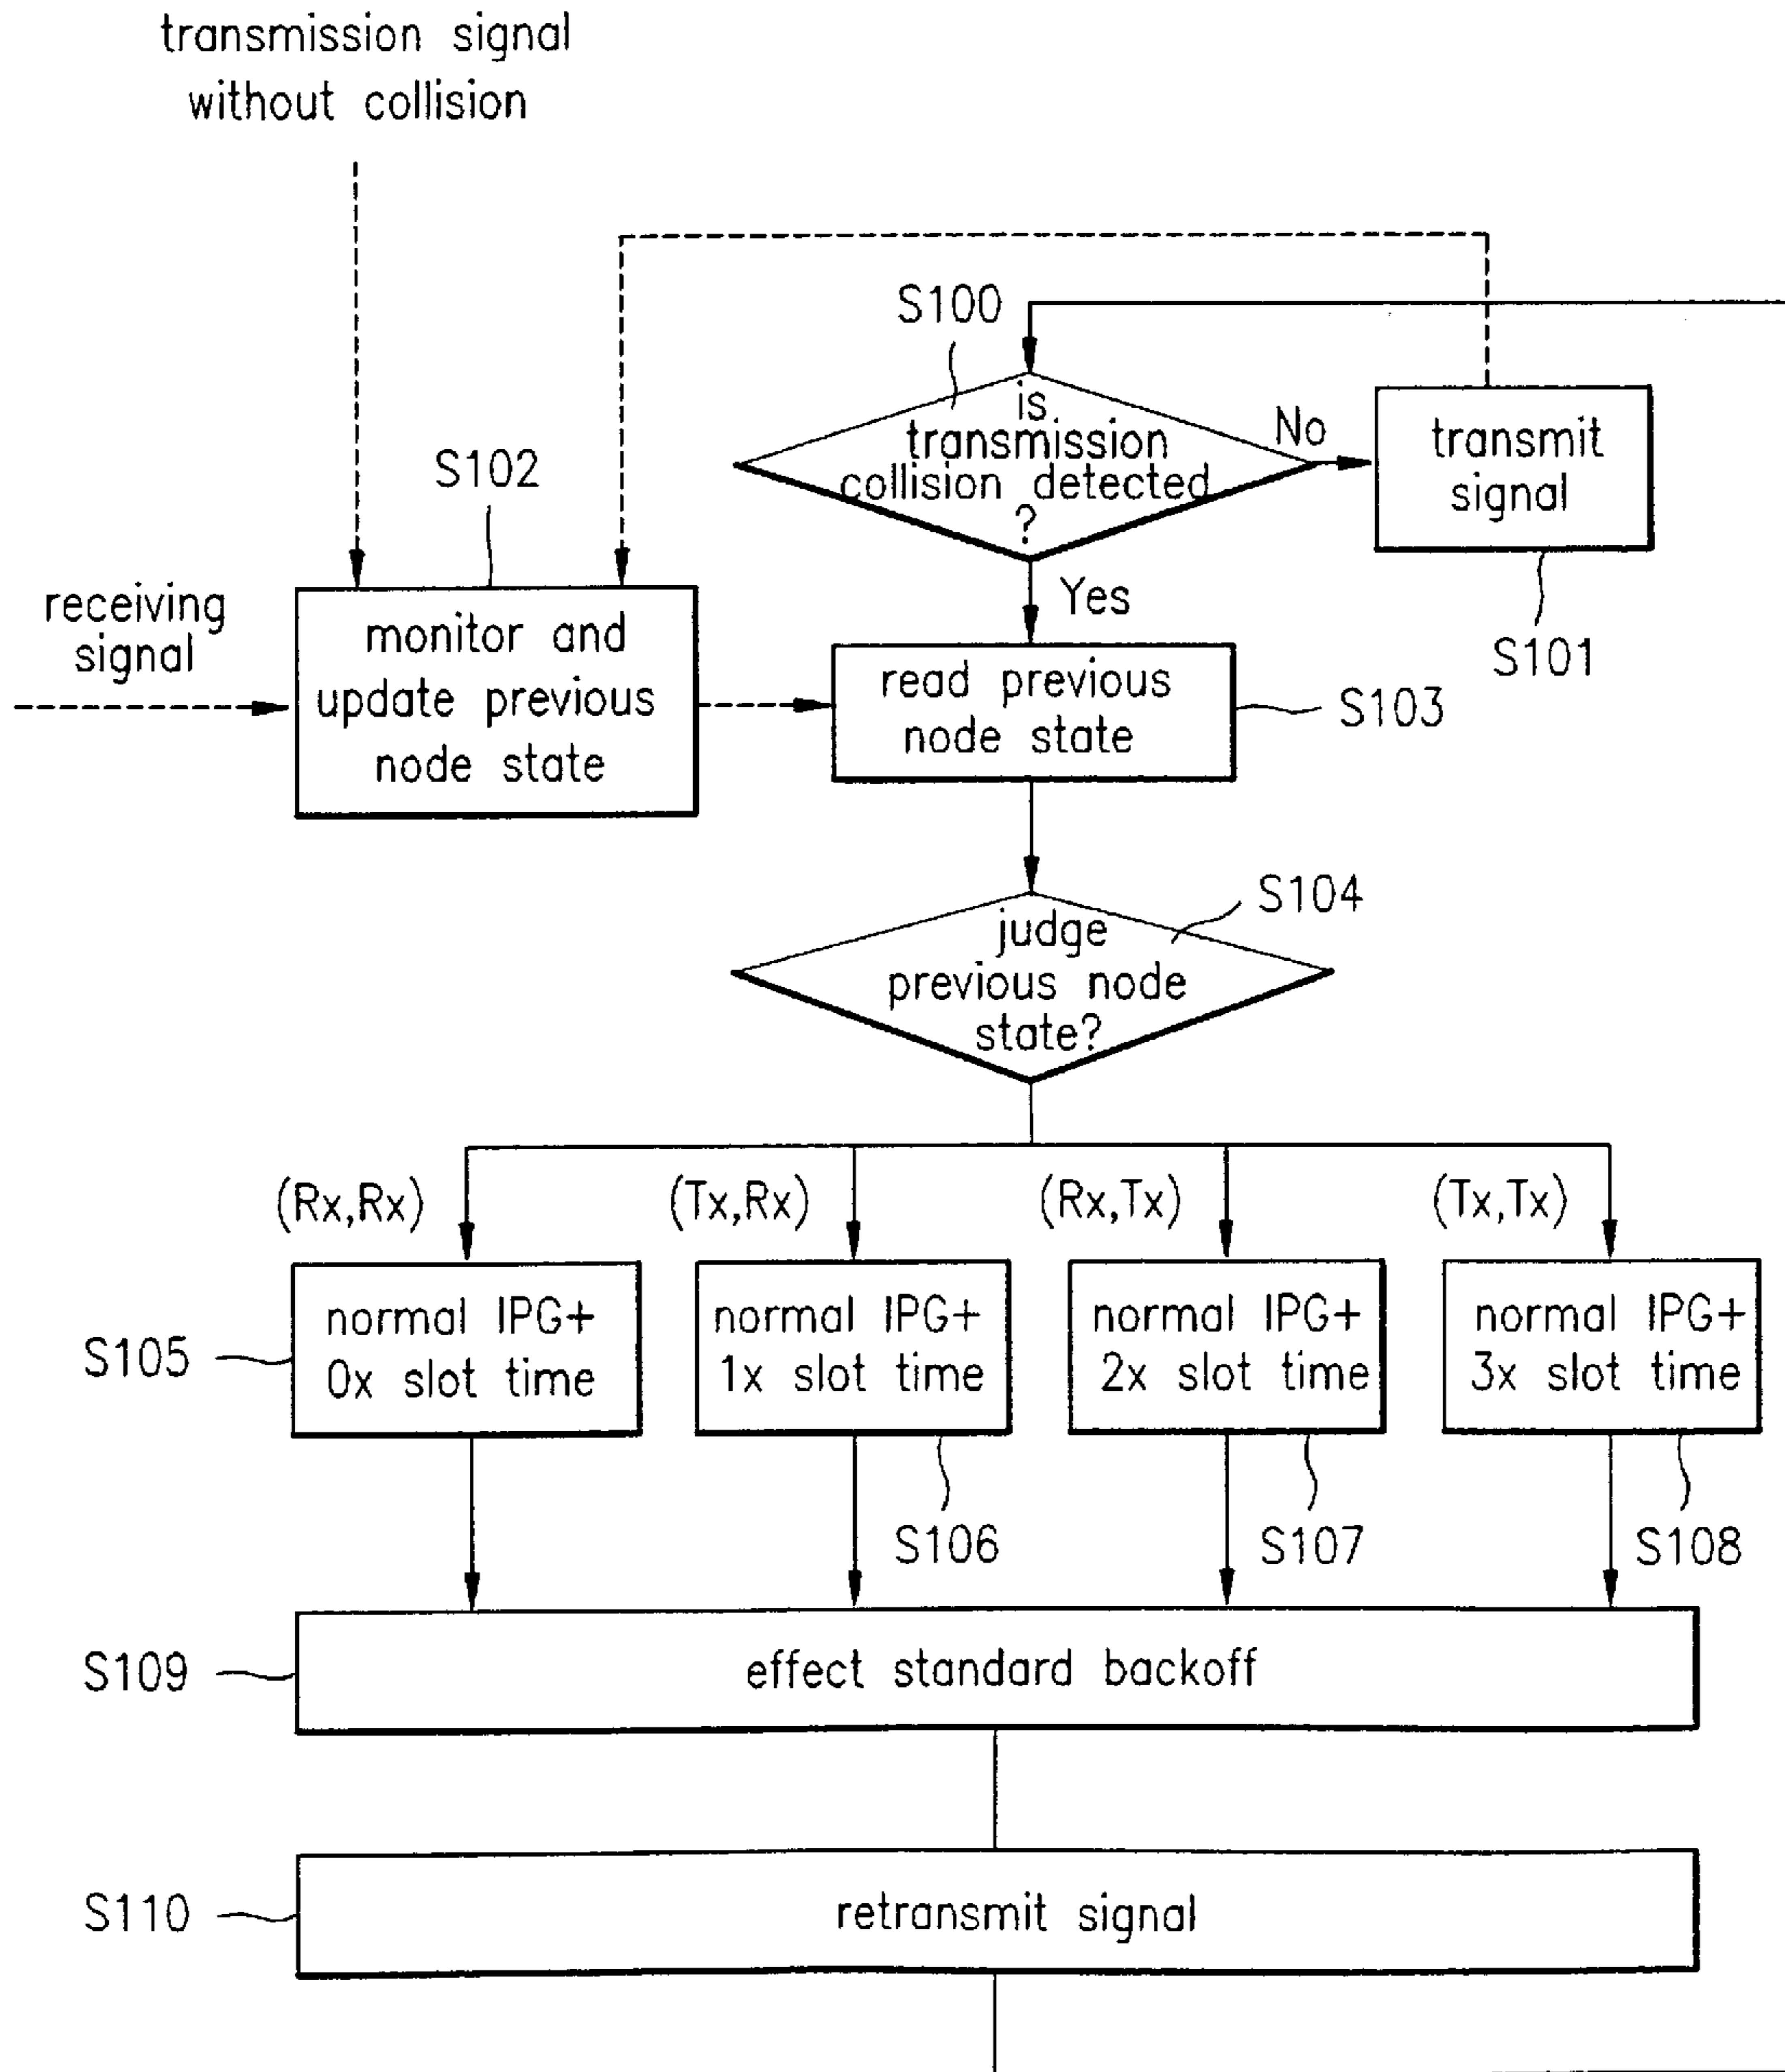 transmission signal
without collision
S100
is
transmission
collision detected
?
No
transmit
signal
S101
S102
receiving
signal
monitor and
update previous
node state
Yes
read previous
node state
S103
S104
judge
previous node
state?
(Rx,Rx)
(Tx,Rx)
(Rx,Tx)
(Tx,Tx)
S105
normal IPG+
0x slot time
normal IPG+
1x slot time
normal IPG+
2x slot time
normal IPG+
3x slot time
S106
S107
S108
S109
effect standard backoff
S110
retransmit signal